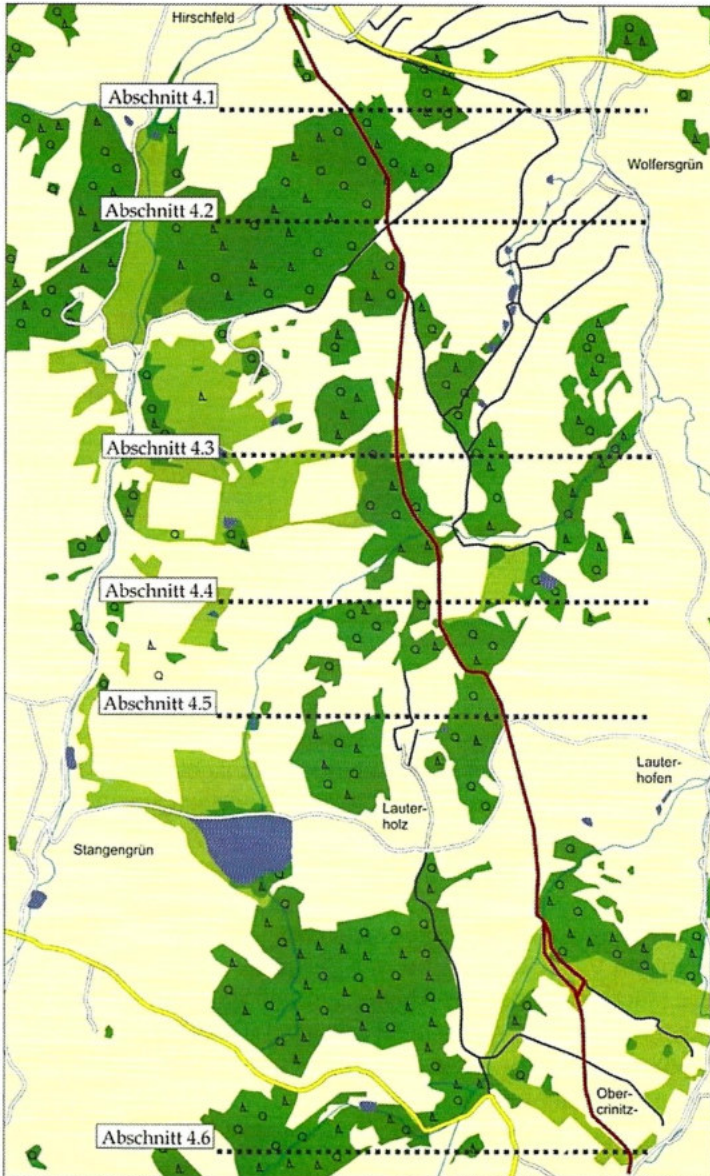 Hirschfeld
Abschnitt 4.1
Wolfersgrün
Abschnitt 4.2
Abschnitt 4.3
Abschnitt 4.4
Abschnitt 4.5
Lauter-
hofen
Lauter-
holz
Stangengrün
Ober-
crinitz-
Abschnitt 4.6